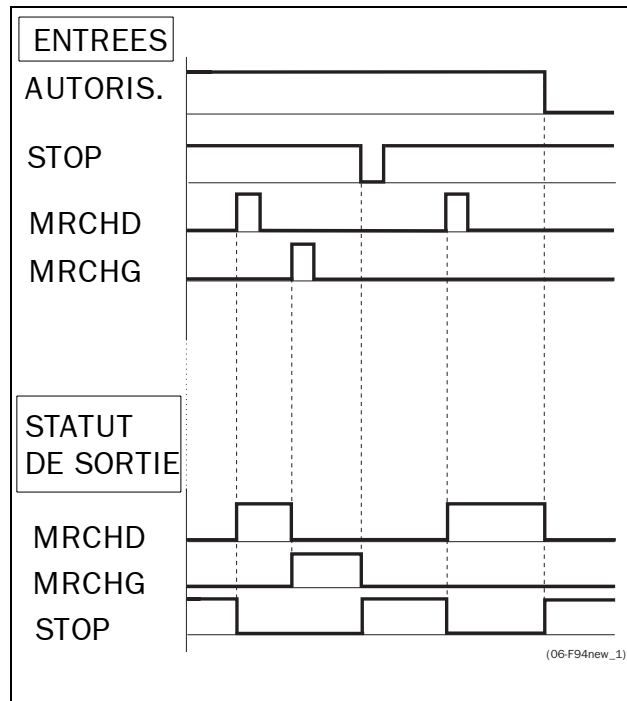 ENTREES
AUTORIS.
STOP
MRCHD
MRCHG
STATUT
DE SORTIE
MRCHD
MRCHG
STOP
(06-F94new_1)